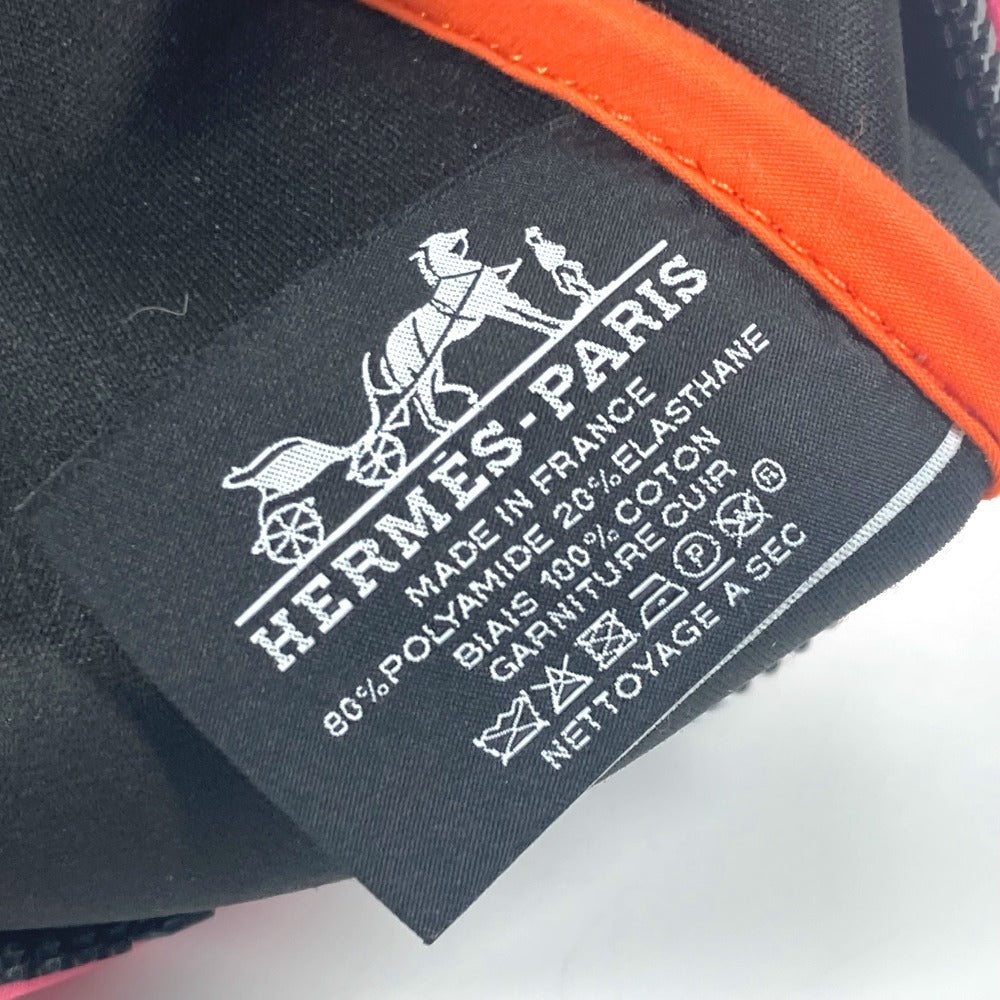 HERMÈS-PARIS
MADE IN FRANCE
80%POLYAMIDE 20%ELASTHANE
BIAIS 100% COTON
GARNITURE CUIR
P ®
NETTOYAGE A SEC